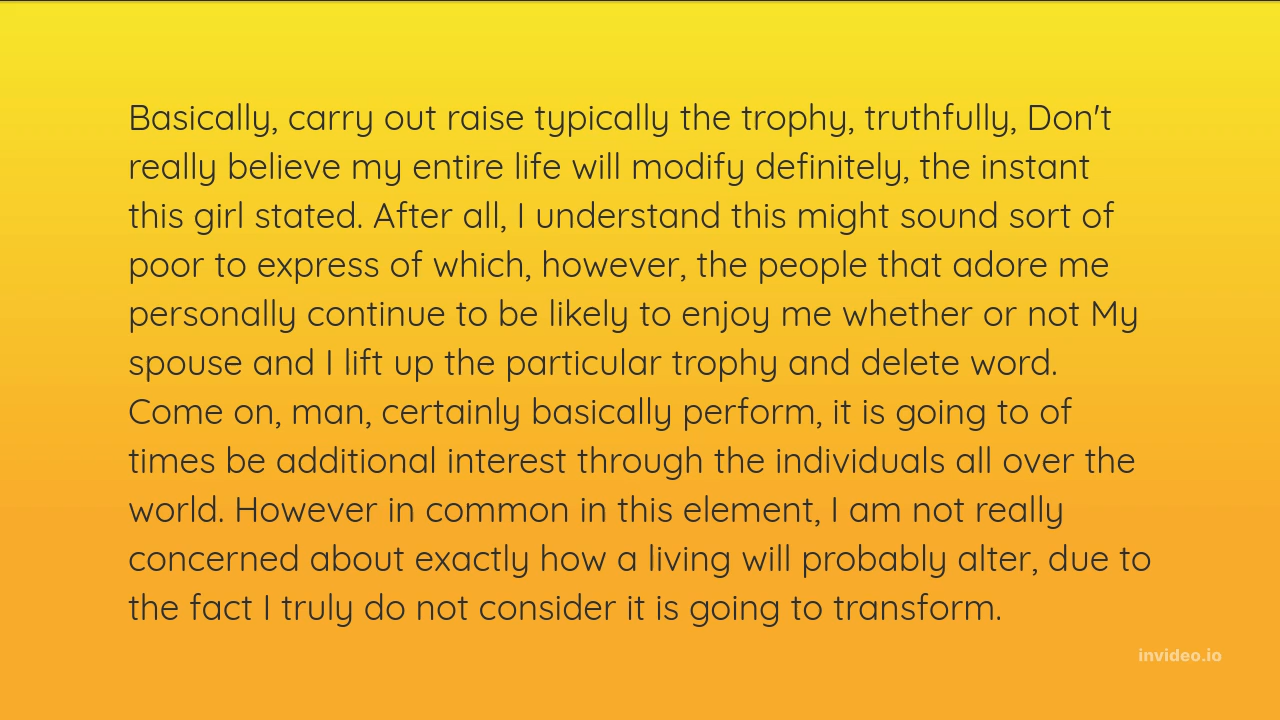 Basically, carry out raise typically the trophy, truthfully, Don't
really believe my entire life will modify definitely, the instant
this girl stated. After all, I understand this might sound sort of
poor to express of which, however, the people that adore me
personally continue to be likely to enjoy me whether or not My
spouse and I lift up the particular trophy and delete word.
Come on, man, certainly basically perform, it is going to of
times be additional interest through the individuals all over the
world. However in common in this element, I am not really
concerned about exactly how a living will probably alter, due to
the fact I truly do not consider it is going to transform.
invideo.io